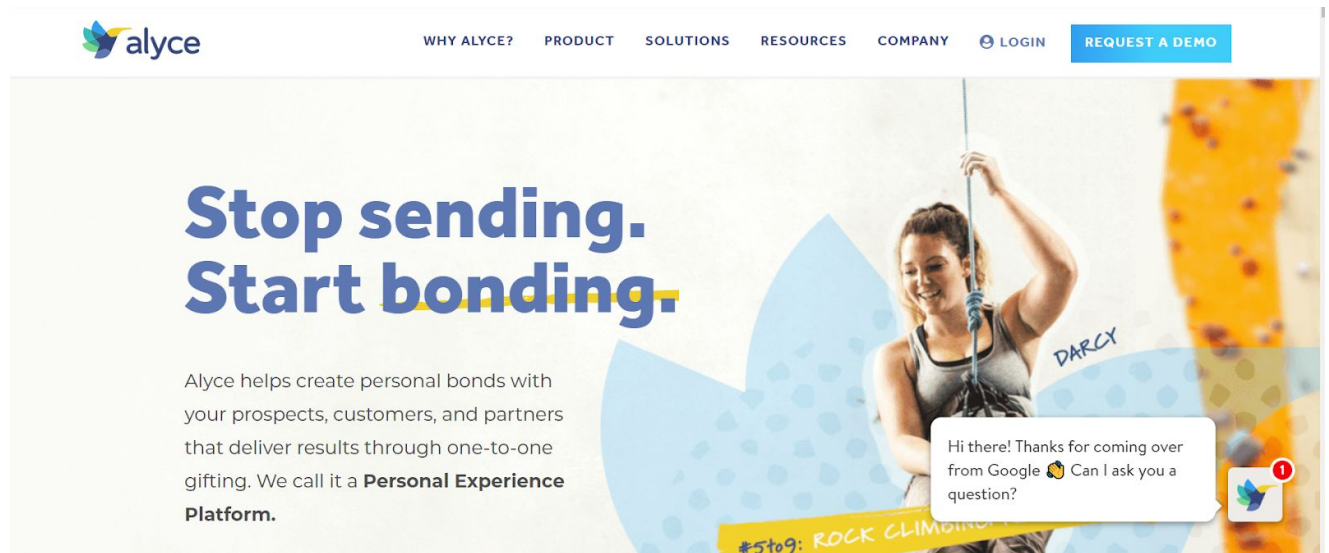 alyce
WHY ALYCE? PRODUCT SOLUTIONS RESOURCES COMPANY LOGIN REQUEST A DEMO
Stop sending.
Start bonding.
Alyce helps create personal bonds with
your prospects, customers, and partners
that deliver results through one-to-one
gifting. We call it a Personal Experience
Platform.
DARCY
Hi there! Thanks for coming over
from Google 👏 Can I ask you a
question?
1
#5to9: ROCK CLIMBING